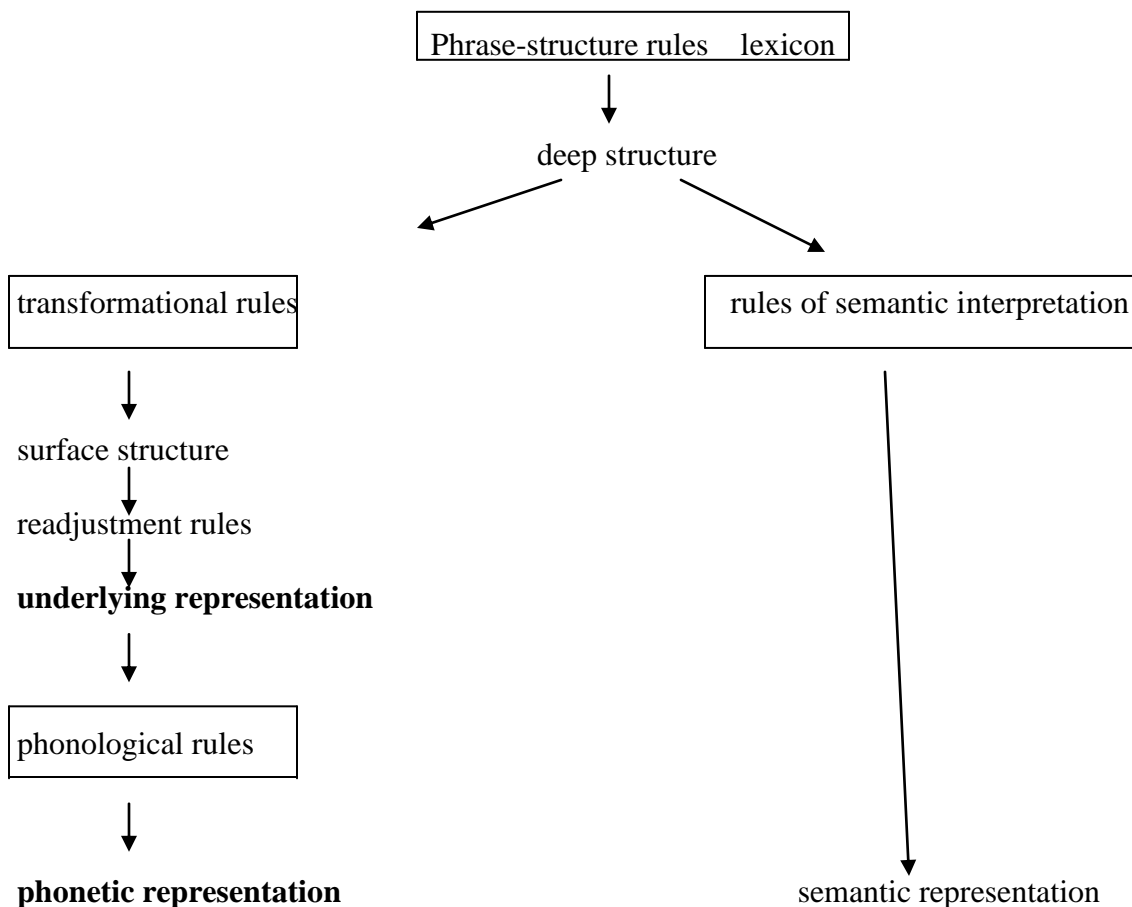 Phrase-structure rules lexicon
deep structure
transformational rules
rules of semantic interpretation
surface structure
readjustment rules
underlying representation
phonological rules
phonetic representation
semantic representation